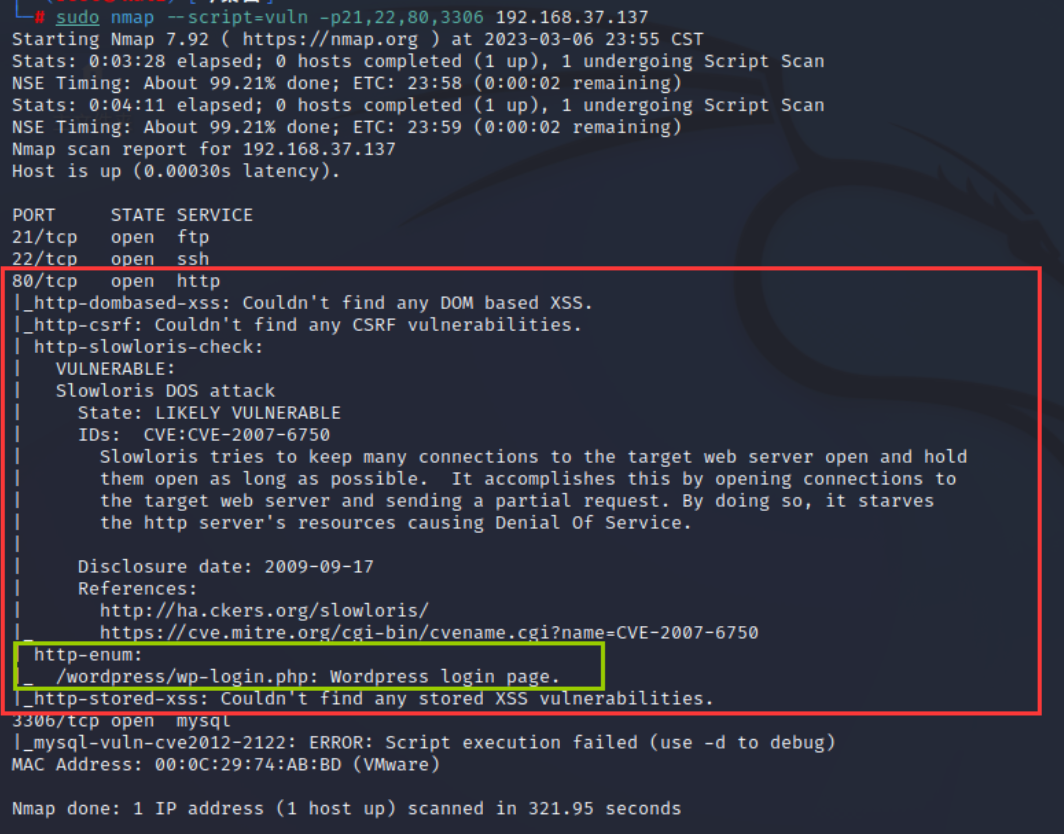 └─# sudo nmap --script=vuln -p21,22,80,3306 192.168.37.137
Starting Nmap 7.92 ( https://nmap.org ) at 2023-03-06 23:55 CST
Stats: 0:03:28 elapsed; 0 hosts completed (1 up), 1 undergoing Script Scan
NSE Timing: About 99.21% done; ETC: 23:58 (0:00:02 remaining)
Stats: 0:04:11 elapsed; 0 hosts completed (1 up), 1 undergoing Script Scan
NSE Timing: About 99.21% done; ETC: 23:59 (0:00:02 remaining)
Nmap scan report for 192.168.37.137
Host is up (0.00030s latency).

PORT     STATE SERVICE
21/tcp   open  ftp
22/tcp   open  ssh
80/tcp   open  http
|_http-dombased-xss: Couldn't find any DOM based XSS.
|_http-csrf: Couldn't find any CSRF vulnerabilities.
| http-slowloris-check:
|   VULNERABLE:
|   Slowloris DOS attack
|     State: LIKELY VULNERABLE
|     IDs:  CVE:CVE-2007-6750
|       Slowloris tries to keep many connections to the target web server open and hold
|       them open as long as possible.  It accomplishes this by opening connections to
|       the target web server and sending a partial request. By doing so, it starves
|       the http server's resources causing Denial Of Service.
|
|     Disclosure date: 2009-09-17
|     References:
|       http://ha.ckers.org/slowloris/
|_      https://cve.mitre.org/cgi-bin/cvename.cgi?name=CVE-2007-6750
| http-enum:
|_  /wordpress/wp-login.php: Wordpress login page.
|_http-stored-xss: Couldn't find any stored XSS vulnerabilities.
3306/tcp open  mysql
|_mysql-vuln-cve2012-2122: ERROR: Script execution failed (use -d to debug)
MAC Address: 00:0C:29:74:AB:BD (VMware)

Nmap done: 1 IP address (1 host up) scanned in 321.95 seconds